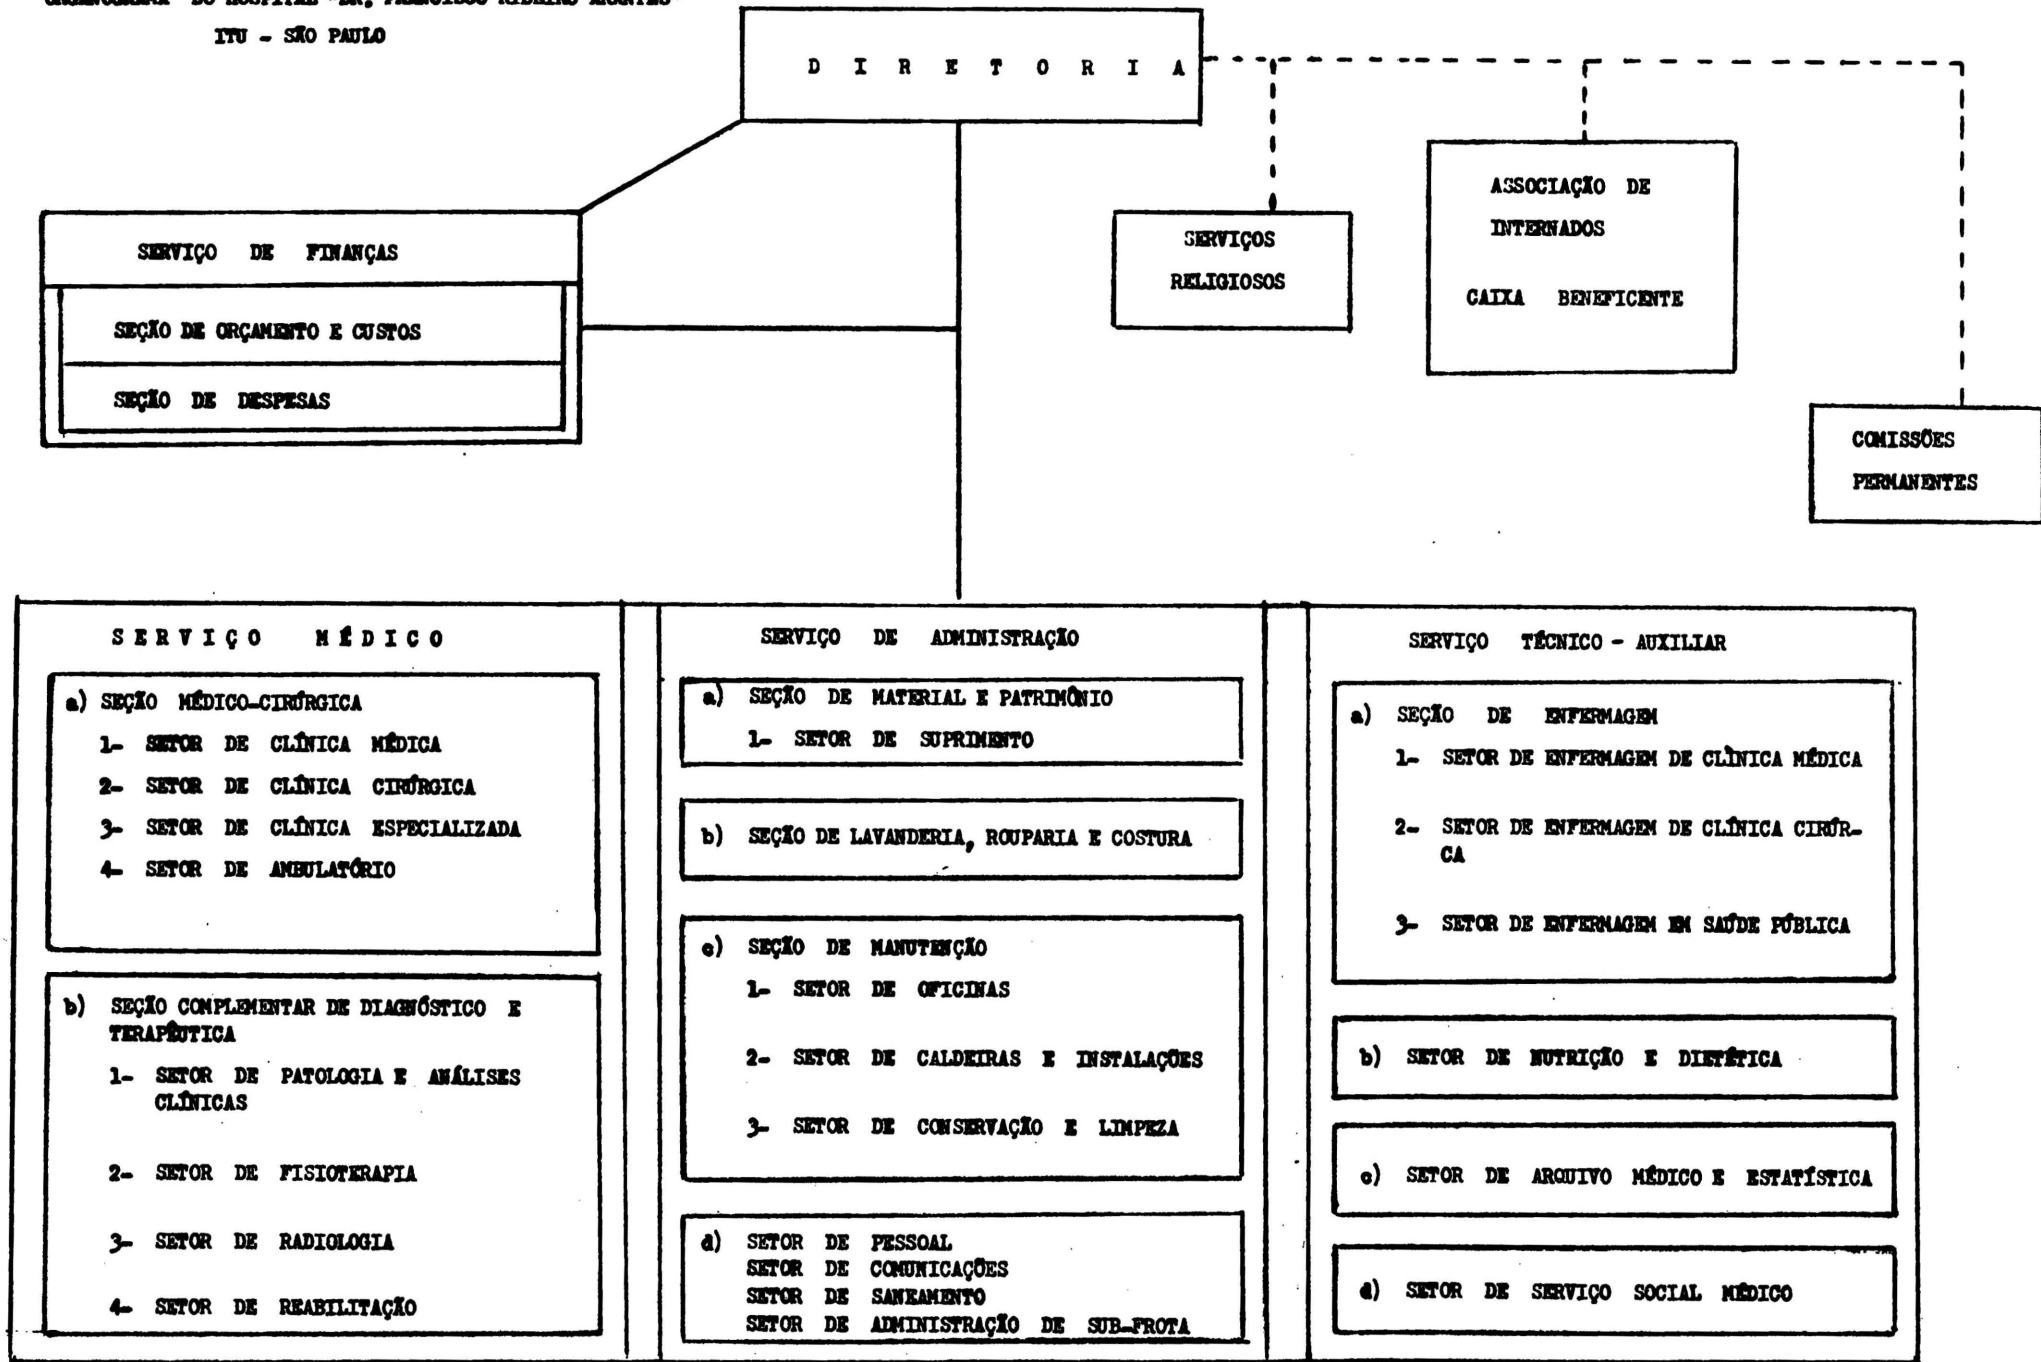 ORGANOGRAMA DO HOSPITAL "DR. FRANCISCO RIBEIRO ARANTES"
ITU - SÃO PAULO
D I R E T O R I A
SERVIÇO DE FINANÇAS
SEÇÃO DE ORÇAMENTO E CUSTOS
SEÇÃO DE DESPESAS
SERVIÇOS
RELIGIOSOS
ASSOCIAÇÃO DE
INTERNADOS
CAIXA BENEFICENTE
COMISSÕES
PERMANENTES
S E R V I Ç O M É D I C O
a) SEÇÃO MÉDICO-CIRÚRGICA
1- SETOR DE CLÍNICA MÉDICA
2- SETOR DE CLÍNICA CIRÚRGICA
3- SETOR DE CLÍNICA ESPECIALIZADA
4- SETOR DE AMBULATÓRIO
b) SEÇÃO COMPLEMENTAR DE DIAGNÓSTICO E
TERAPÊUTICA
1- SETOR DE PATOLOGIA E ANÁLISES
CLÍNICAS
2- SETOR DE FISIOTERAPIA
3- SETOR DE RADIOLOGIA
4- SETOR DE REABILITAÇÃO
SERVIÇO DE ADMINISTRAÇÃO
a) SEÇÃO DE MATERIAL E PATRIMÔNIO
1- SETOR DE SUPRIMENTO
b) SEÇÃO DE LAVANDERIA, ROUPARIA E COSTURA
c) SEÇÃO DE MANUTENÇÃO
1- SETOR DE OFICINAS
2- SETOR DE CALDEIRAS E INSTALAÇÕES
3- SETOR DE CONSERVAÇÃO E LIMPEZA
d) SETOR DE PESSOAL
SETOR DE COMUNICAÇÕES
SETOR DE SANEAMENTO
SETOR DE ADMINISTRAÇÃO DE SUB-FROTA
SERVIÇO TÉCNICO - AUXILIAR
a) SEÇÃO DE ENFERMAGEM
1- SETOR DE ENFERMAGEM DE CLÍNICA MÉDICA
2- SETOR DE ENFERMAGEM DE CLÍNICA CIRÚR-
CA
3- SETOR DE ENFERMAGEM EM SAÚDE PÚBLICA
b) SETOR DE NUTRIÇÃO E DIETÉTICA
c) SETOR DE ARQUIVO MÉDICO E ESTATÍSTICA
d) SETOR DE SERVIÇO SOCIAL MÉDICO